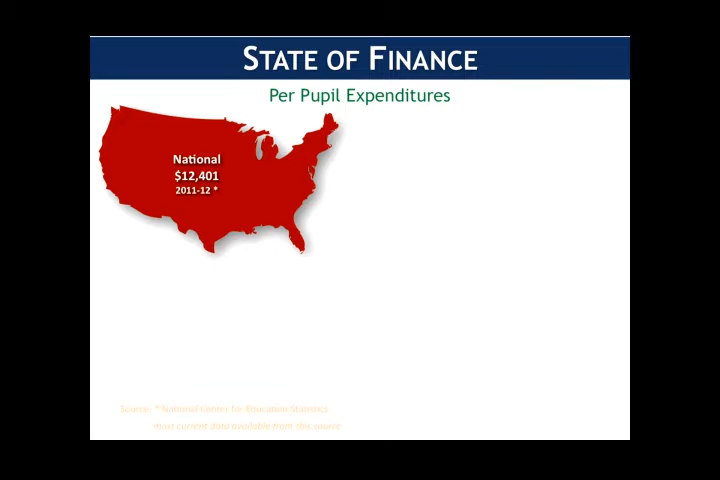 STATE OF FINANCE
Per Pupil Expenditures
National
$12,401
2011-12 *
Source: * National Center for Education Statistics
most current data available from this source